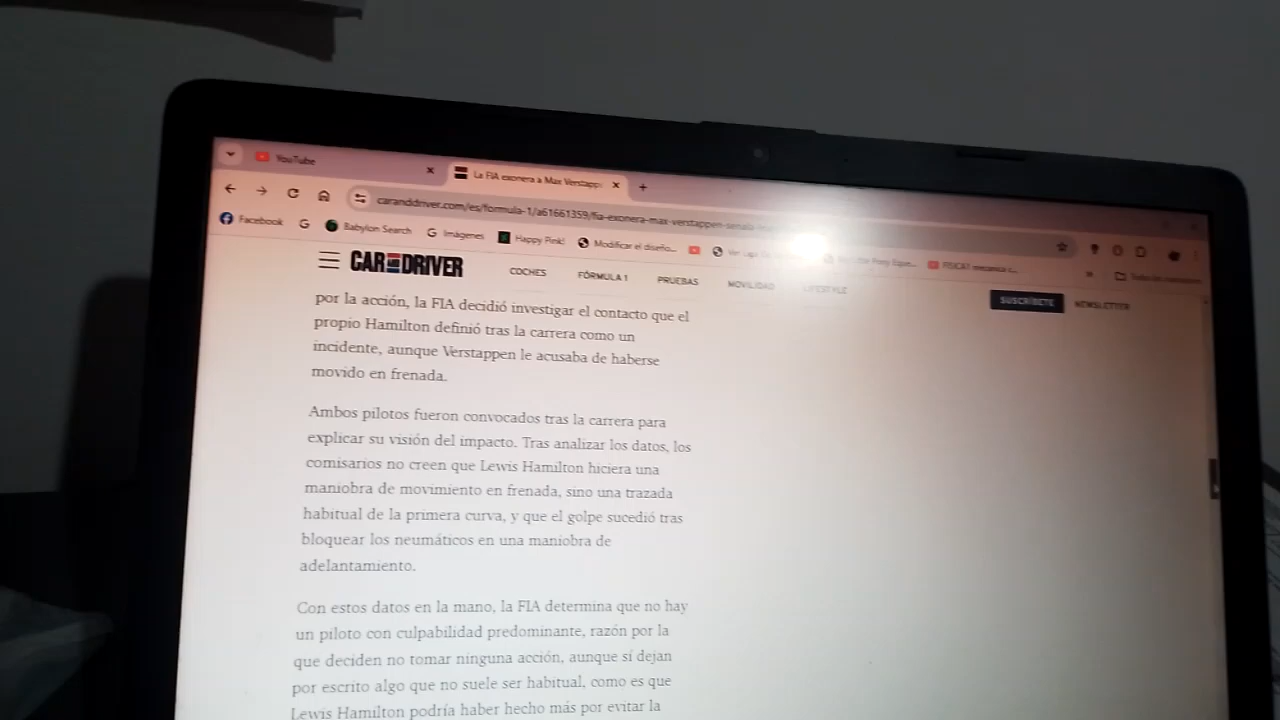 YouTube
La FIA exonera a Max Verstapp
caranddriver.com/es/formula-1/a61661359/fia-exonera-max-verstappen-senala
Facebook
Babylon Search
Imágenes
Happy Pink!
Modificar el diseño...
CAR AND DRIVER
COCHES
FÓRMULA 1
PRUEBAS
MOVILIDAD
LIFESTYLE
SUSCRÍBETE
NEWSLETTER
por la acción, la FIA decidió investigar el contacto que el
propio Hamilton definió tras la carrera como un
incidente, aunque Verstappen le acusaba de haberse
movido en frenada.
Ambos pilotos fueron convocados tras la carrera para
explicar su visión del impacto. Tras analizar los datos, los
comisarios no creen que Lewis Hamilton hiciera una
maniobra de movimiento en frenada, sino una trazada
habitual de la primera curva, y que el golpe sucedió tras
bloquear los neumáticos en una maniobra de
adelantamiento.
Con estos datos en la mano, la FIA determina que no hay
un piloto con culpabilidad predominante, razón por la
que deciden no tomar ninguna acción, aunque sí dejan
por escrito algo que no suele ser habitual, como es que
Lewis Hamilton podría haber hecho más por evitar la